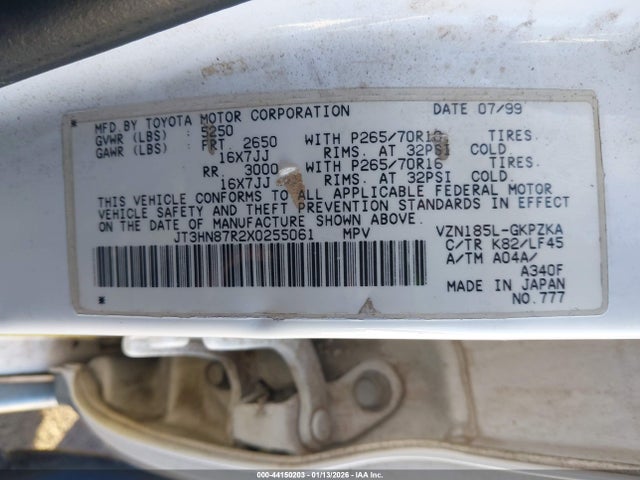 MFD.BY TOYOTA MOTOR CORPORATION DATE 07/99
GVWR (LBS) 5250
GAWR (LBS) FRT 2650 WITH P265/70R16 TIRES.
16X7JJ RIMS. AT 32PSI COLD.
RR. 3000 WITH P265/70R16 TIRES.
16X7JJ RIMS. AT 32PSI COLD.
THIS VEHICLE CONFORMS TO ALL APPLICABLE FEDERAL MOTOR
VEHICLE SAFETY AND THEFT PREVENTION STANDARDS IN EFFECT
ON THE DATE OF MANUFACTURE SHOWN ABOVE.
JT3HN87R2X0255061 MPV VZN185L-GKPZKA
C/TR K82/LF45
A/TM A04A/
A340F
MADE IN JAPAN
NO.777
000-44150203 - 01/13/2026 - IAA Inc.